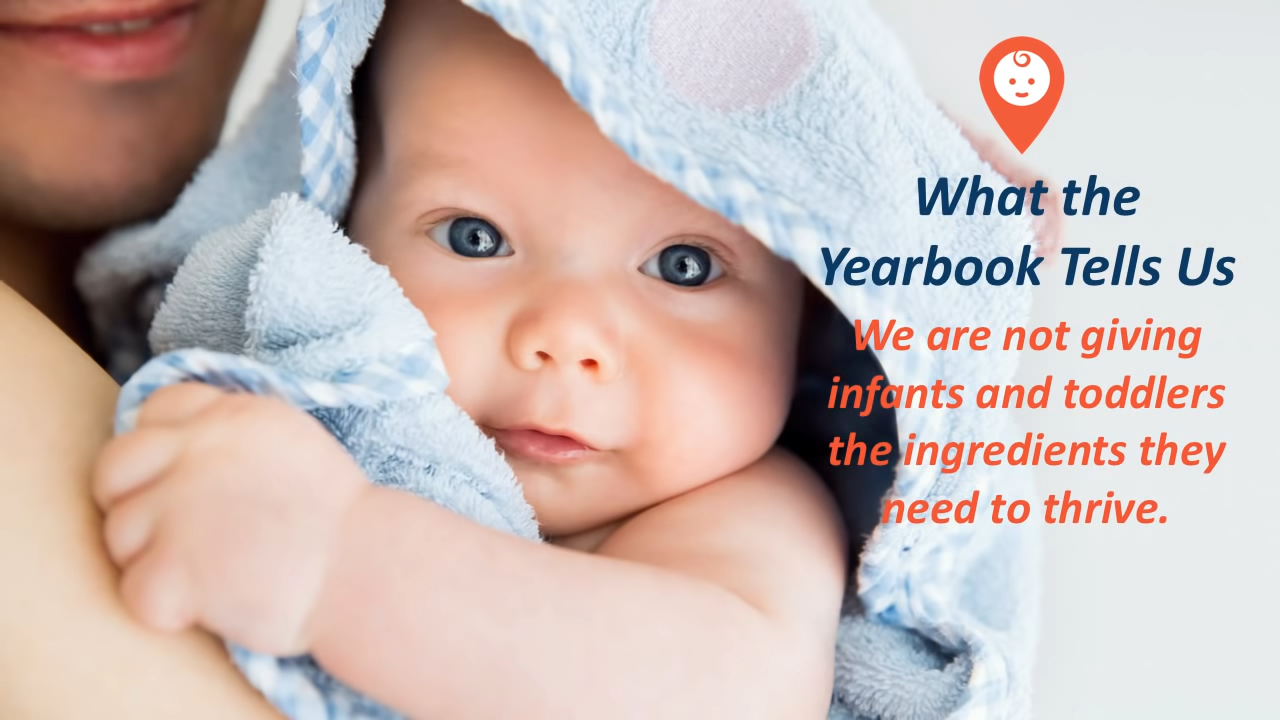 What the
Yearbook Tells Us
We are not giving
infants and toddlers
the ingredients they
need to thrive.